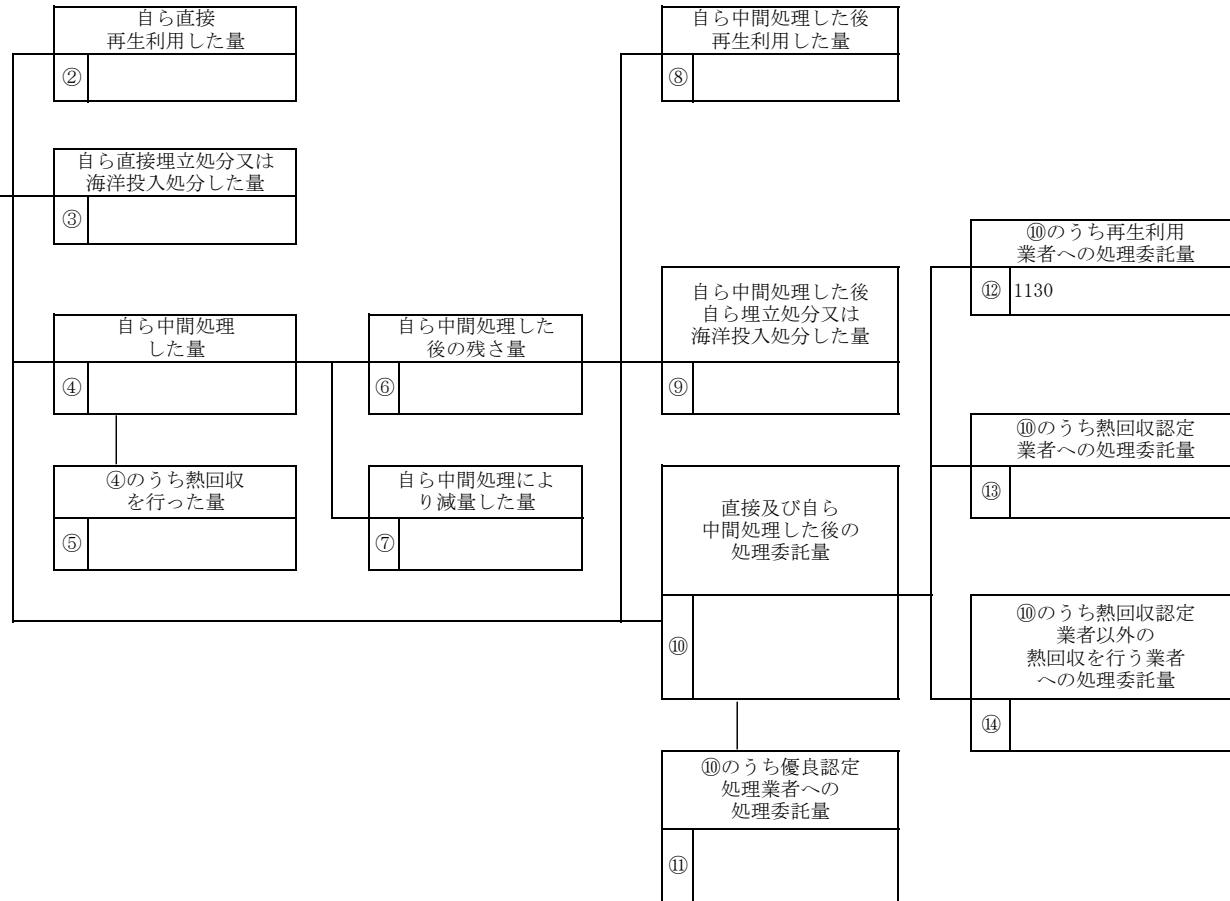 自ら直接
再生利用した量
②
自ら中間処理した後
再生利用した量
⑧
自ら直接埋立処分又は
海洋投入処分した量
③
⑩のうち再生利用
業者への処理委託量
⑫ 1130
自ら中間処理した後
自ら埋立処分又は
海洋投入処分した量
⑨
自ら中間処理
した量
④
自ら中間処理した
後の残さ量
⑥
⑩のうち熱回収認定
業者への処理委託量
⑬
④のうち熱回収
を行った量
⑤
自ら中間処理によ
り減量した量
⑦
直接及び自ら
中間処理した後の
処理委託量
⑩
⑩のうち熱回収認定
業者以外の
熱回収を行う業者
への処理委託量
⑭
⑩のうち優良認定
処理業者への
処理委託量
⑪